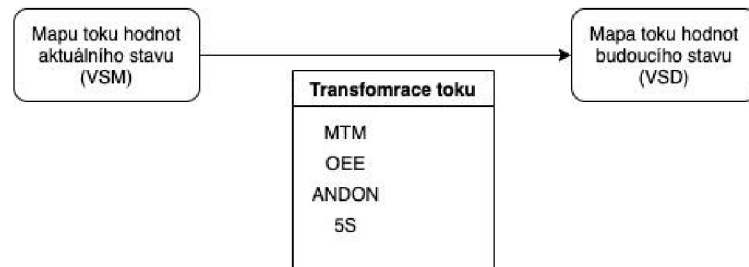 Mapu toku hodnot
aktuálního stavu
(VSM)
Mapa toku hodnot
budoucího stavu
(VSD)
Transfomrace toku
MTM
OEE
ANDON
5S